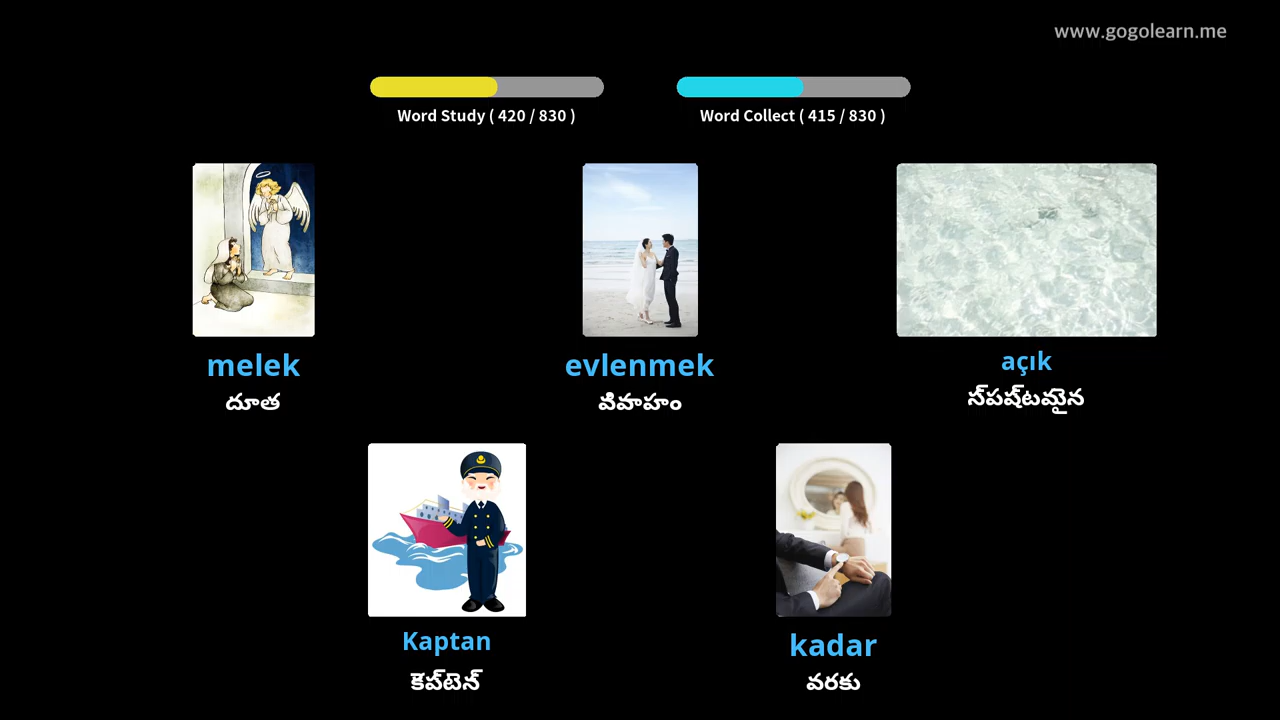 www.gogolearn.me
Word Study ( 420 / 830 )
Word Collect ( 415 / 830 )
melek
దూత
evlenmek
వివాహం
açık
స్పష్టమైన
Kaptan
కెప్టెన్
kadar
వరకు